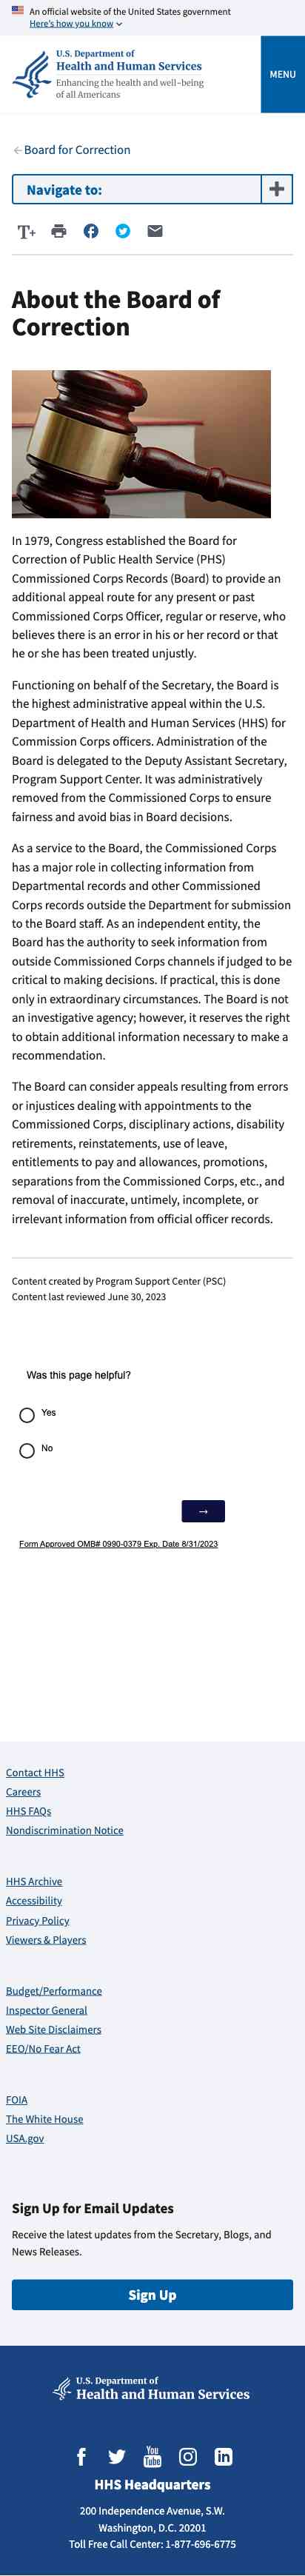 An official website of the United States government
Here's how you know
U.S. Department of
Health and Human Services
Enhancing the health and well-being
of all Americans
MENU
Board for Correction
Navigate to:
T+
About the Board of
Correction
In 1979, Congress established the Board for
Correction of Public Health Service (PHS)
Commissioned Corps Records (Board) to provide an
additional appeal route for any present or past
Commissioned Corps Officer, regular or reserve, who
believes there is an error in his or her record or that
he or she has been treated unjustly.
Functioning on behalf of the Secretary, the Board is
the highest administrative appeal within the U.S.
Department of Health and Human Services (HHS) for
Commission Corps officers. Administration of the
Board is delegated to the Deputy Assistant Secretary,
Program Support Center. It was administratively
removed from the Commissioned Corps to ensure
fairness and avoid bias in Board decisions.
As a service to the Board, the Commissioned Corps
has a major role in collecting information from
Departmental records and other Commissioned
Corps records outside the Department for submission
to the Board staff. As an independent entity, the
Board has the authority to seek information from
outside Commissioned Corps channels if judged to be
critical to making decisions. If practical, this is done
only in extraordinary circumstances. The Board is not
an investigative agency; however, it reserves the right
to obtain additional information necessary to make a
recommendation.
The Board can consider appeals resulting from errors
or injustices dealing with appointments to the
Commissioned Corps, disciplinary actions, disability
retirements, reinstatements, use of leave,
entitlements to pay and allowances, promotions,
separations from the Commissioned Corps, etc., and
removal of inaccurate, untimely, incomplete, or
irrelevant information from official officer records.
Content created by Program Support Center (PSC)
Content last reviewed June 30, 2023
Was this page helpful?
Yes
No
→
Form Approved OMB# 0990-0379 Exp. Date 8/31/2023
Contact HHS
Careers
HHS FAQs
Nondiscrimination Notice
HHS Archive
Accessibility
Privacy Policy
Viewers & Players
Budget/Performance
Inspector General
Web Site Disclaimers
EEO/No Fear Act
FOIA
The White House
USA.gov
Sign Up for Email Updates
Receive the latest updates from the Secretary, Blogs, and
News Releases.
Sign Up
U.S. Department of
Health and Human Services
You Tube
HHS Headquarters
200 Independence Avenue, S.W.
Washington, D.C. 20201
Toll Free Call Center: 1-877-696-6775